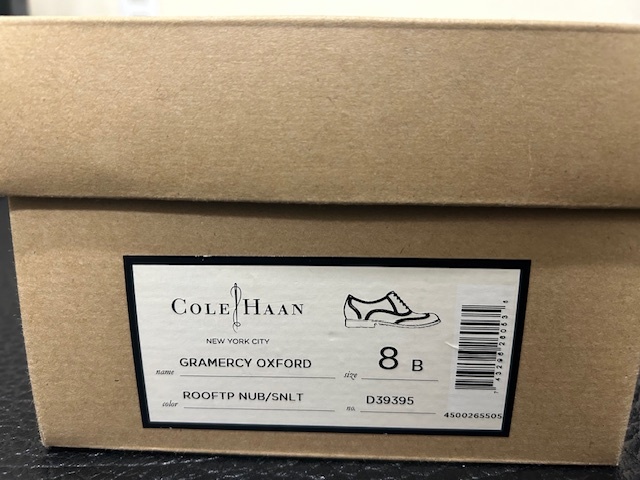 COLE HAAN
NEW YORK CITY
name GRAMERCY OXFORD
size 8 B
color ROOFTP NUB/SNLT
no. D39395
4500265505